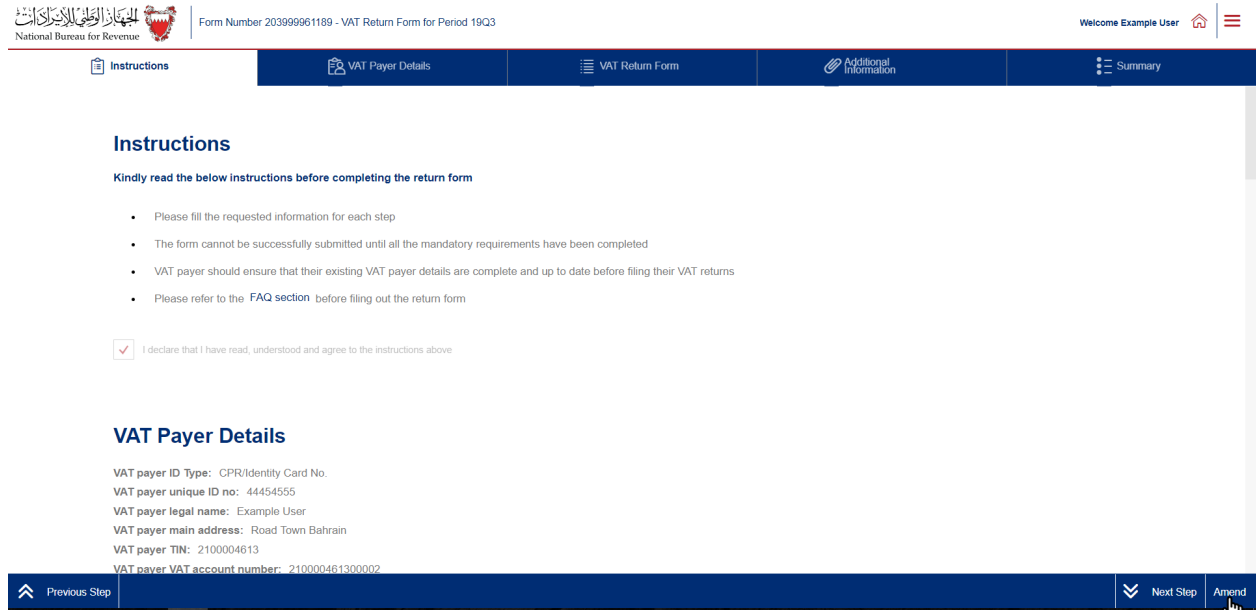 الجهاز الوطني للإيرادات
National Bureau for Revenue
Form Number 203999961189 - VAT Return Form for Period 19Q3
Welcome Example User
Instructions
VAT Payer Details
VAT Return Form
Additional
Information
Summary
Instructions
Kindly read the below instructions before completing the return form
Please fill the requested information for each step
The form cannot be successfully submitted until all the mandatory requirements have been completed
VAT payer should ensure that their existing VAT payer details are complete and up to date before filing their VAT returns
Please refer to the FAQ section before filing out the return form
I declare that I have read, understood and agree to the instructions above
VAT Payer Details
VAT payer ID Type: CPR/Identity Card No.
VAT payer unique ID no: 44454555
VAT payer legal name: Example User
VAT payer main address: Road Town Bahrain
VAT payer TIN: 2100004613
VAT payer VAT account number: 210000461300002
Previous Step
Next Step
Amend